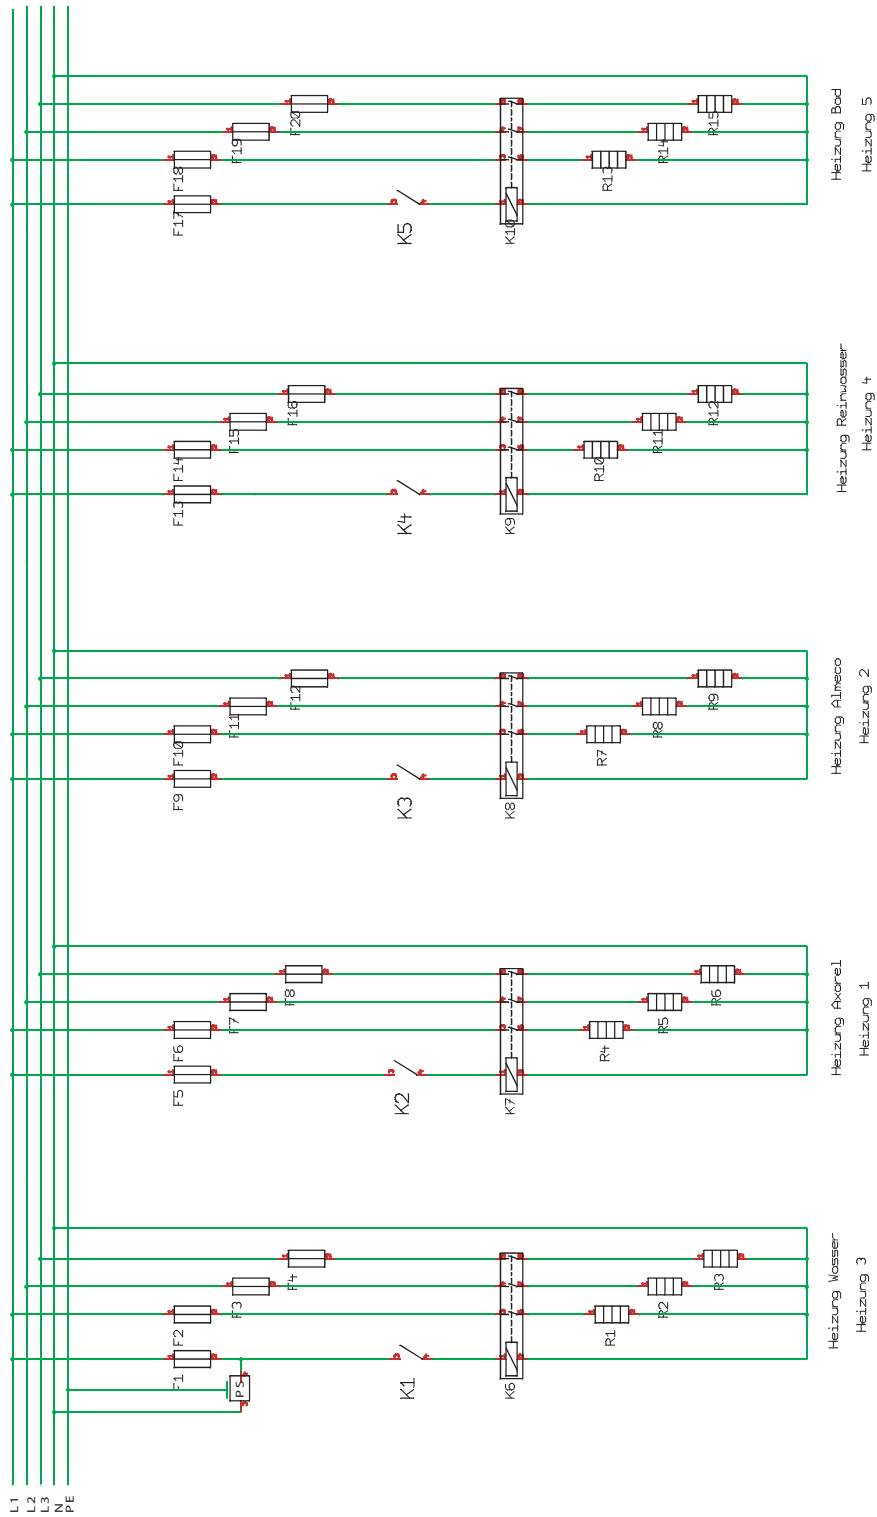 L1
L2
L3
N
PE
F1
F2
F3
F4
PS
K1
K6
R1
R2
R3
Heizung Wasser
Heizung 3
F5
F6
F7
F8
K2
K7
R4
R5
R6
Heizung Axarel
Heizung 1
F9
F10
F11
F12
K3
K8
R7
R8
R9
Heizung Almeco
Heizung 2
F13
F14
F15
F16
K4
K9
R10
R11
R12
Heizung Reinwasser
Heizung 4
F17
F18
F19
F20
K5
K10
R13
R14
R15
Heizung Bad
Heizung 5